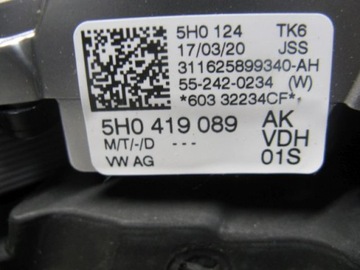 5H0 124 TK6
17/03/20 JSS
311625899340-AH
55-242-0234 (W)
*603 32234CF*
5H0 419 089 AK
M/T/-/D --- VDH
VW AG 01S